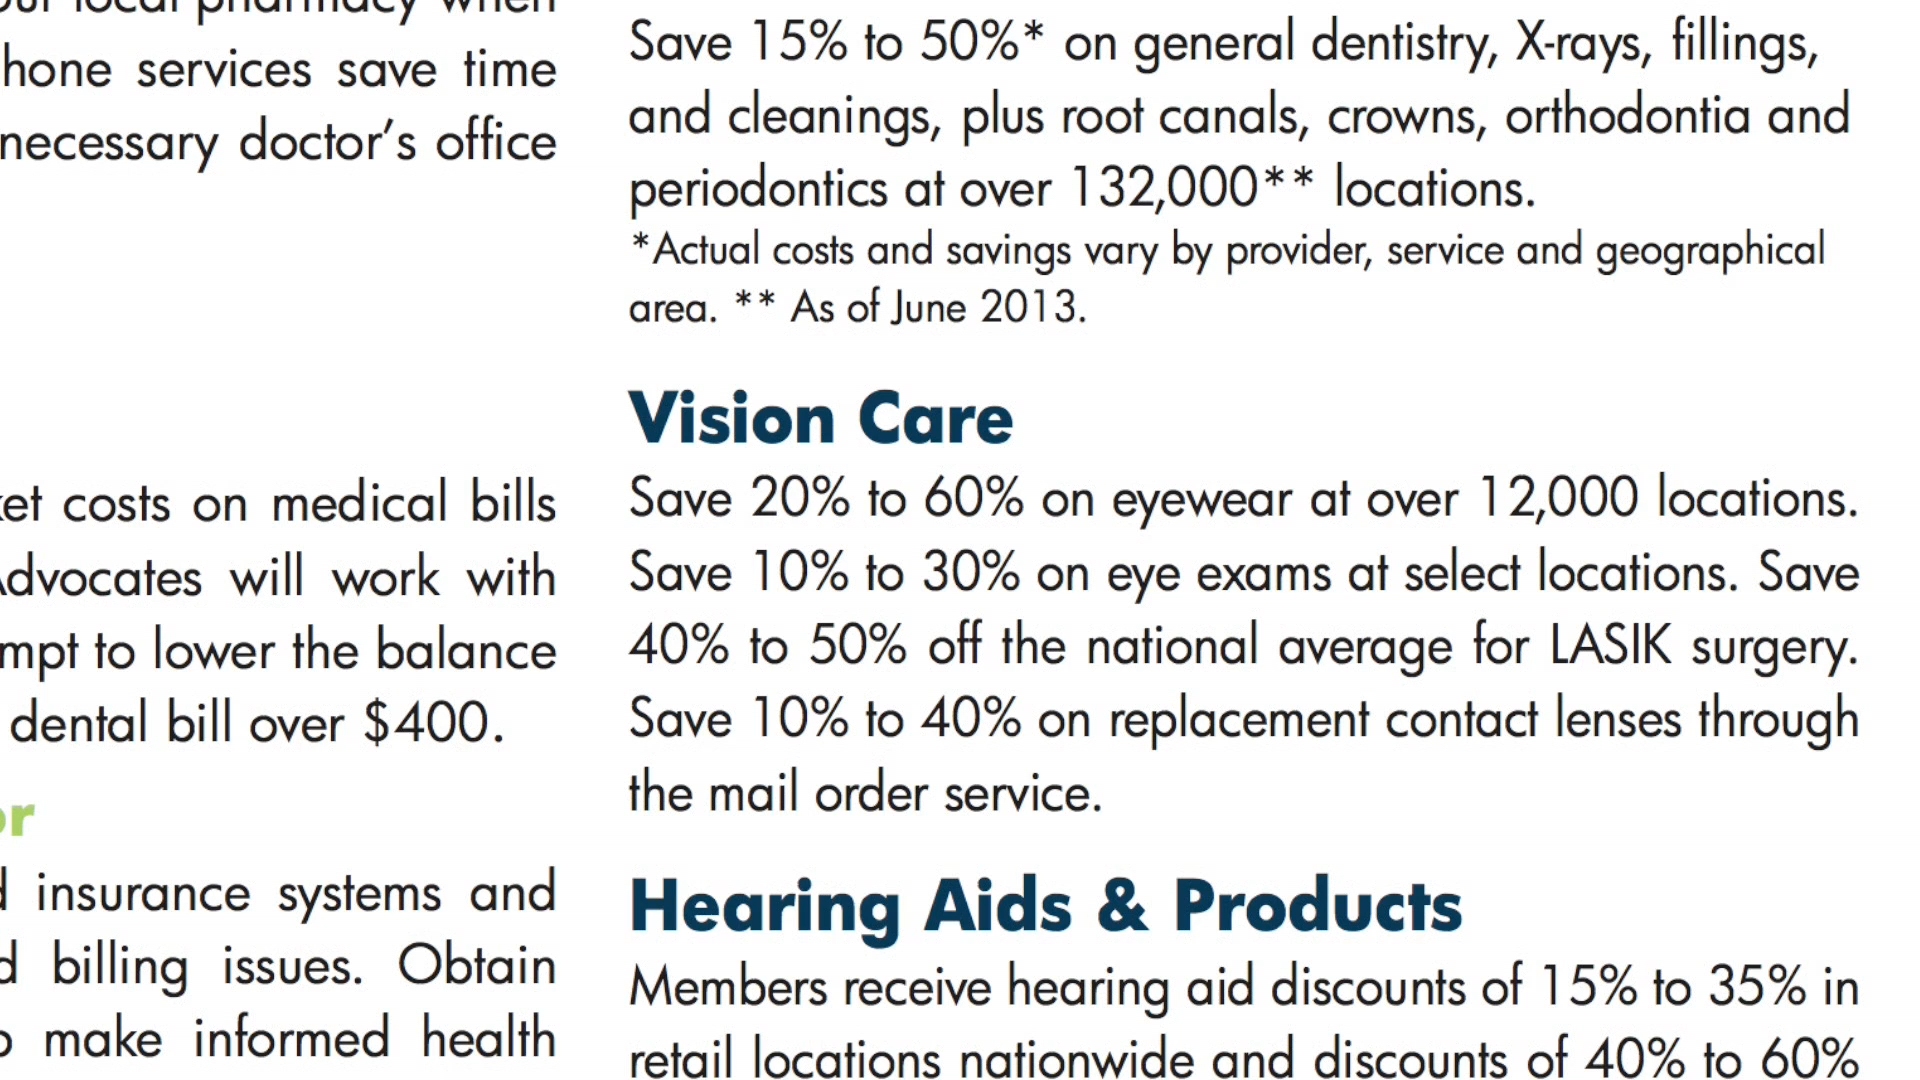 local pharmacy when
hone services save time
necessary doctor's office
et costs on medical bills
Advocates will work with
mpt to lower the balance
dental bill over $400.
or
d insurance systems and
d billing issues. Obtain
o make informed health
Save 15% to 50%* on general dentistry, X-rays, fillings,
and cleanings, plus root canals, crowns, orthodontia and
periodontics at over 132,000** locations.
*Actual costs and savings vary by provider, service and geographical
area. ** As of June 2013.
Vision Care
Save 20% to 60% on eyewear at over 12,000 locations.
Save 10% to 30% on eye exams at select locations. Save
40% to 50% off the national average for LASIK surgery.
Save 10% to 40% on replacement contact lenses through
the mail order service.
Hearing Aids & Products
Members receive hearing aid discounts of 15% to 35% in
retail locations nationwide and discounts of 40% to 60%